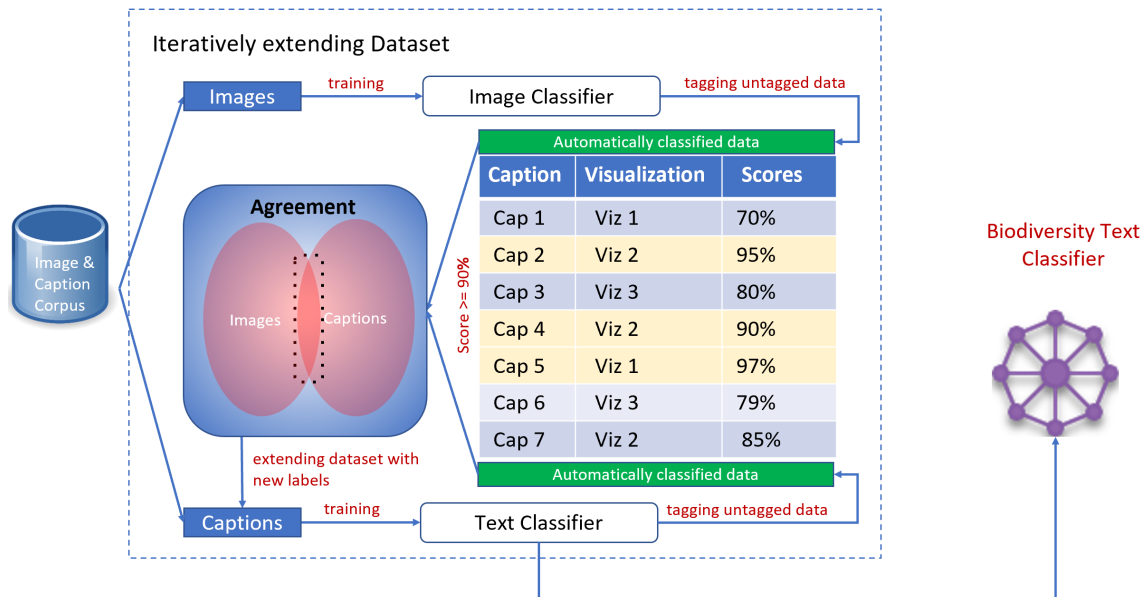 Iteratively extending Dataset
Images
training
Image Classifier
tagging untagged data
Automatically classified data
Caption Visualization Scores
Cap 1 Viz 1 70%
Cap 2 Viz 2 95%
Cap 3 Viz 3 80%
Cap 4 Viz 2 90%
Cap 5 Viz 1 97%
Cap 6 Viz 3 79%
Cap 7 Viz 2 85%
Automatically classified data
Agreement
Images
Captions
Score >= 90%
Image &
Caption
Corpus
extending dataset with
new labels
Captions
training
Text Classifier
tagging untagged data
Biodiversity Text
Classifier